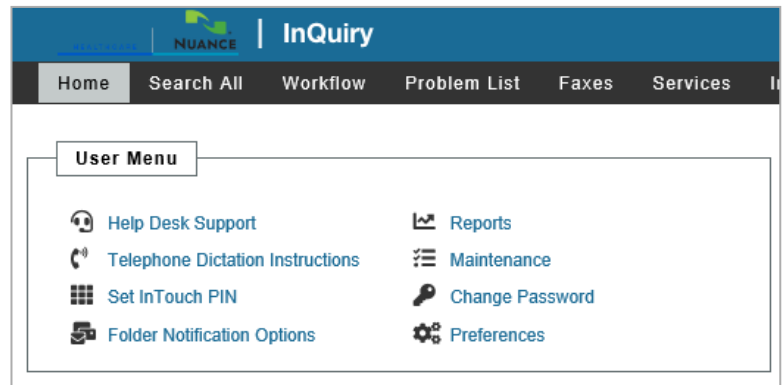 HEALTHCARE | NUANCE | InQuiry
Home Search All Workflow Problem List Faxes Services
User Menu
Help Desk Support Reports
Telephone Dictation Instructions Maintenance
Set InTouch PIN Change Password
Folder Notification Options Preferences